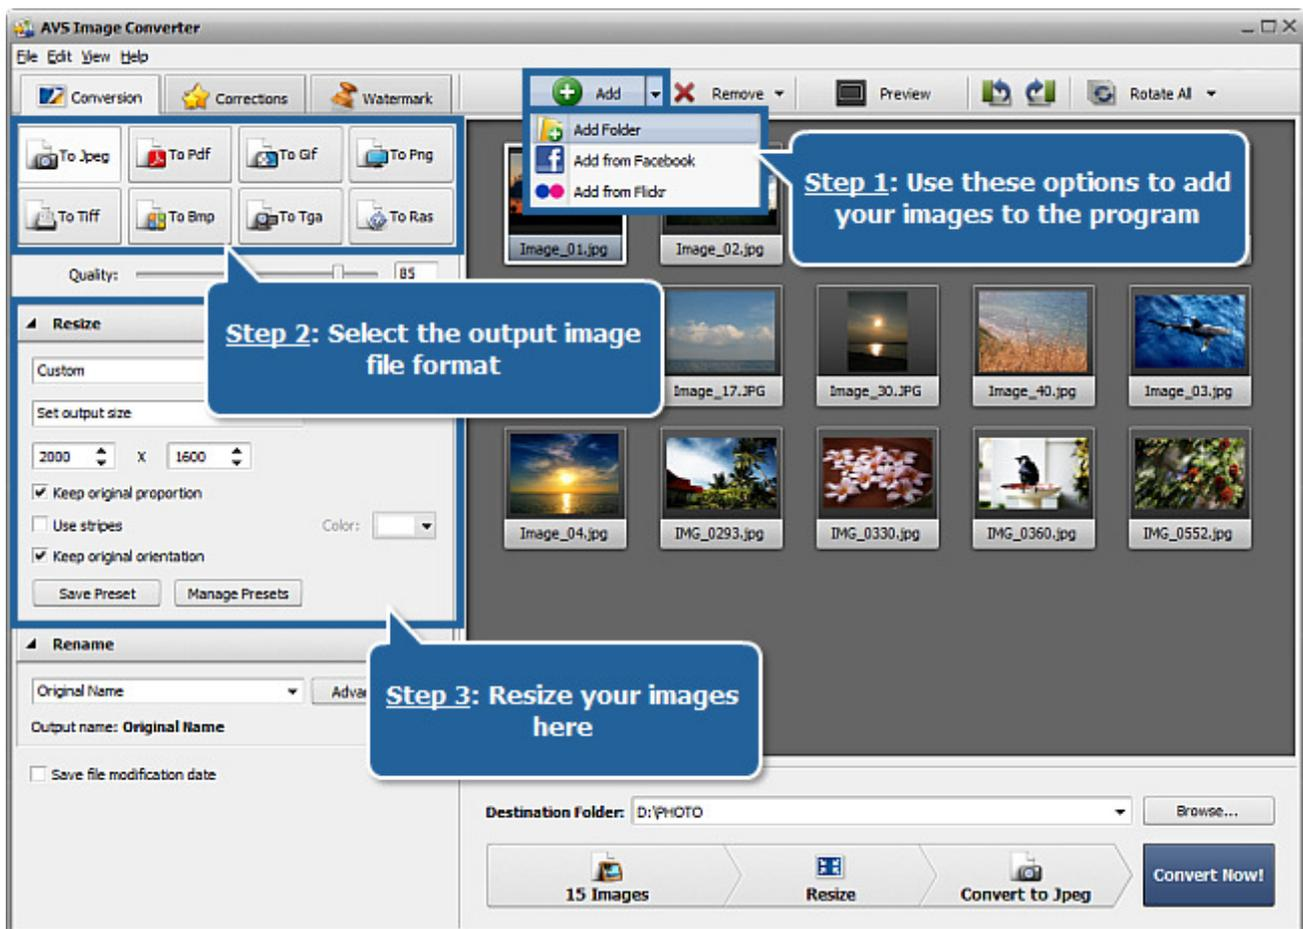 AVS Image Converter
File Edit View Help
Conversion Corrections Watermark
Add Remove Preview Rotate All
Add Folder
Add from Facebook
Add from Flickr
To Jpeg To Pdf To Gif To Png
To Tiff To Bmp To Tga To Ras
Quality: 85
Step 1: Use these options to add
your images to the program
Step 2: Select the output image
file format
Resize
Custom
Set output size
2000 X 1600
Keep original proportion
Use stripes Color:
Keep original orientation
Save Preset Manage Presets
Step 3: Resize your images
here
Rename
Original Name
Output name: Original Name
Save file modification date
Image_01.jpg Image_02.jpg
Image_17.JPG Image_30.JPG Image_40.jpg Image_03.jpg
Image_04.jpg IMG_0293.jpg IMG_0330.jpg IMG_0360.jpg IMG_0552.jpg
Destination Folder: D:\PHOTO Browse...
15 Images Resize Convert to Jpeg Convert Now!